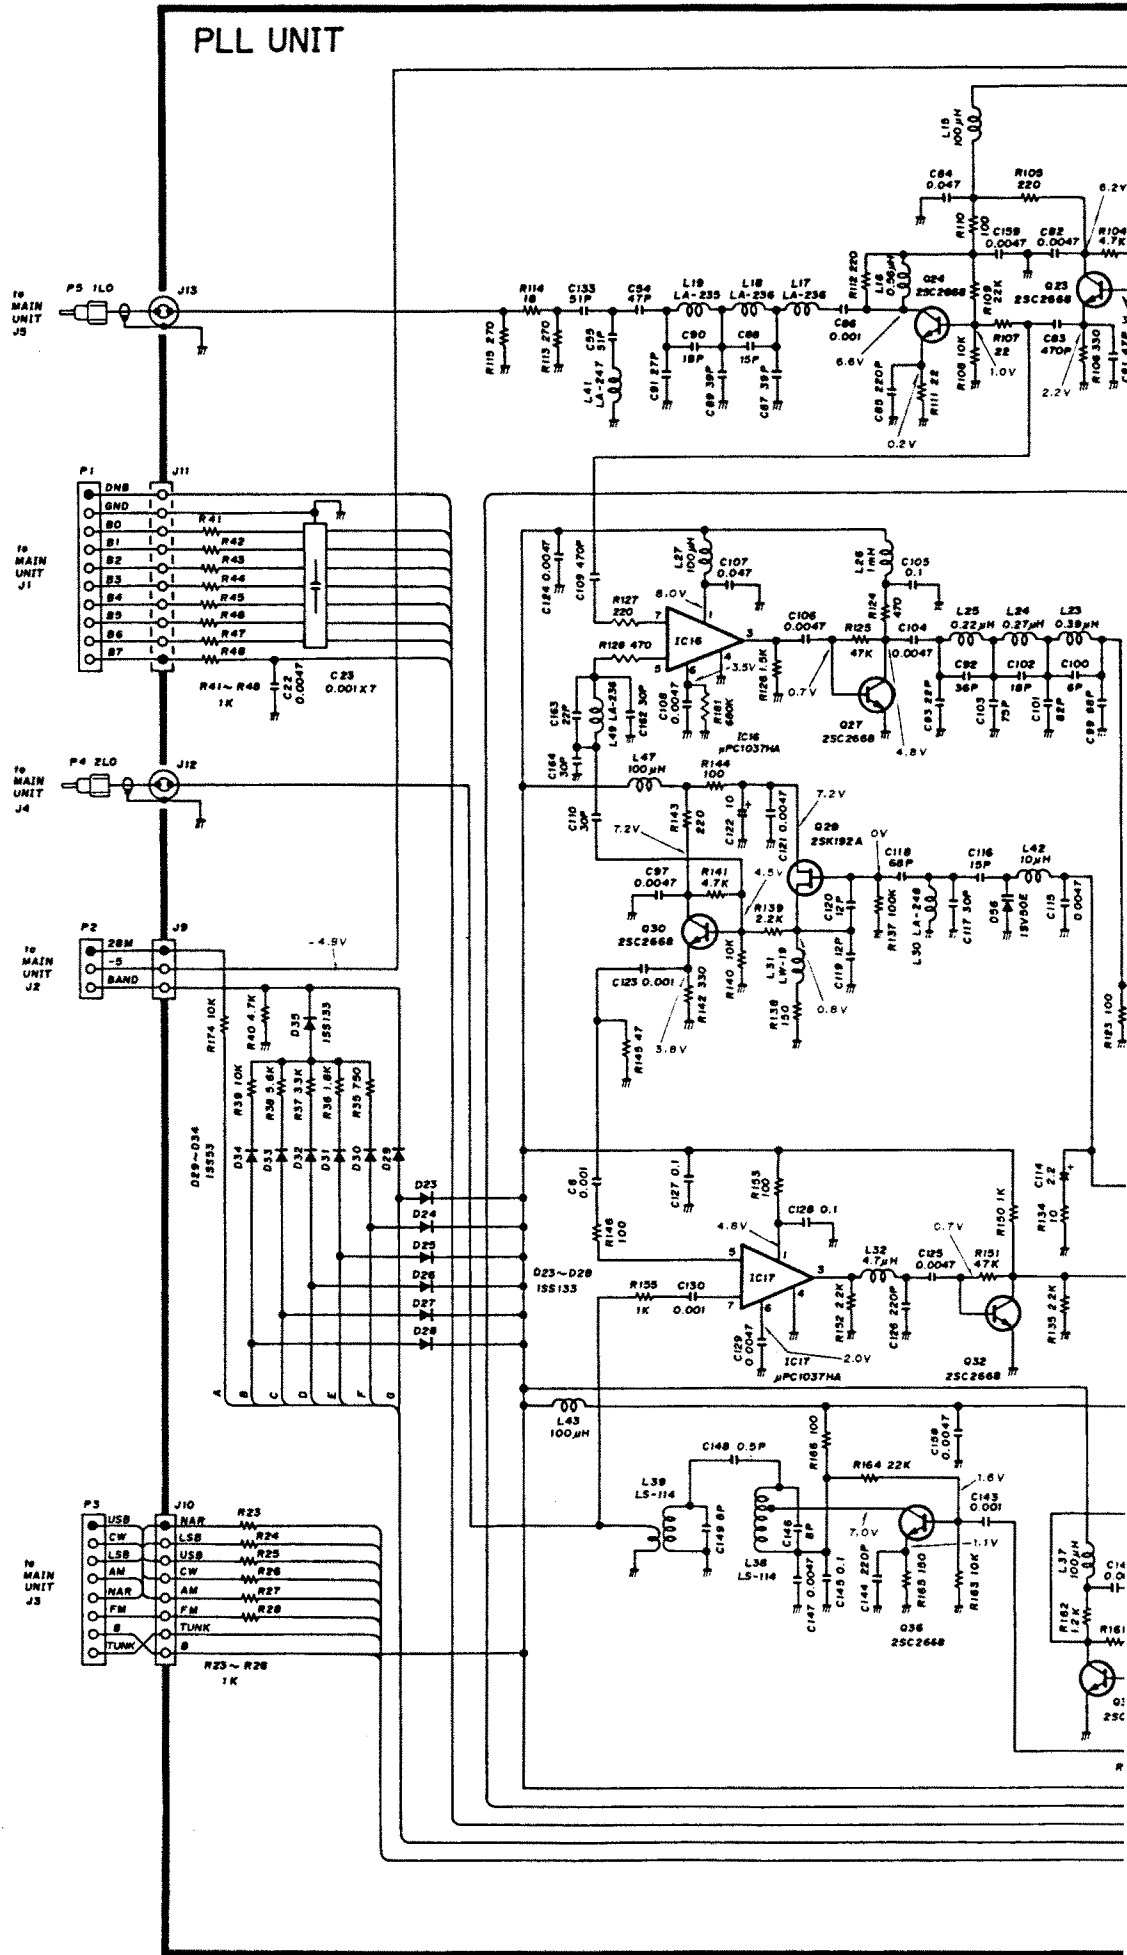 PLL UNIT
L15
100μH
C84
0.047
R105
220
6.2V
R110
100
C159
0.0047
C82
0.0047
R104
4.7K
to
MAIN
UNIT
J5
P5 1LO
J13
R114
18
C133
51P
C54
47P
L19
LA-235
L18
LA-236
L17
LA-236
R112 220
L16
0.56μH
Q24
2SC2668
R109
22K
Q23
2SC2668
R115 270
R113 270
C55
51P
C90
18P
C88
15P
C86
0.001
6.6V
R107
22
C83
470P
R106 330
L41
LA-247
C91 27P
C89 39P
C87 39P
C85 220P
R111 22
R108 10K
1.0V
2.2V
C81 47P
0.2V
P1
J11
DNB
GND
B0
B1
B2
B3
B4
B5
B6
B7
R41
R42
R43
R44
R45
R46
R47
R48
to
MAIN
UNIT
J1
R41~R48
1K
C22
0.0047
C23
0.001X7
C124 0.0047
C109 470P
L27
100μH
C107
0.047
8.0V
L26
1mH
C105
0.1
R127
220
R128 470
7
5
1
3
6
4
IC16
-3.5V
C106
0.0047
R124
470
R125
47K
C104
0.0047
L25
0.22μH
L24
0.27μH
L23
0.39μH
R126 1.5K
0.7V
C92
36P
C102
18P
C100
6P
C93 22P
C103
75P
C101
82P
C99 68P
C163
22P
L49 LA-236
C162 30P
C108
0.0047
R181
680K
IC16
μPC1037HA
Q27
2SC2668
4.8V
C164
30P
to
MAIN
UNIT
J4
P4 2LO
J12
L47
100μH
R144
100
C110
30P
7.2V
R143
220
C122 10
C121 0.0047
7.2V
Q29
2SK192A
0V
C118
68P
C116
15P
L42
10μH
C97
0.0047
R141
4.7K
4.5V
R139
2.2K
C120
12P
R137 100K
L30 LA-248
C117 30P
D56
1SV50E
C115
0.0047
Q30
2SC2668
C123 0.001
R140 10K
L31
LW-19
C119 12P
R142 330
R138
150
0.8V
3.8V
R145 47
R123 100
to
MAIN
UNIT
J2
P2
J9
28M
-5
BAND
-4.9V
R174 10K
R40 4.7K
D35
1SS133
R39 10K
R38 5.6K
R37 3.3K
R36 1.8K
R35 750
D29~D34
1SS53
D34
D33
D32
D31
D30
D29
D23
D24
D25
D26
D27
D28
D23~D28
1SS133
C6
0.001
R146
100
C127 0.1
R153
100
C128 0.1
4.8V
5
7
1
3
6
4
IC17
L32
4.7μH
C125
0.0047
0.7V
R151
47K
R150 1K
C114
2.2
R134
10
R155
1K
C130
0.001
C129
0.0047
R152 2.2K
C126 220P
R135 2.2K
IC17
μPC1037HA
2.0V
Q32
2SC2668
A
B
C
D
E
F
G
L43
100μH
R166 100
C158
0.0047
C148 0.5P
R164 22K
1.6V
L39
LS-114
C149 8P
C146
8P
7.0V
C143
0.001
1.1V
L38
LS-114
C147 0.0047
C145 0.1
C144 220P
R165 150
R163 10K
Q36
2SC2668
L37
100μH
R162
1.2K
R161
to
MAIN
UNIT
J3
P3
J10
USB
CW
LSB
AM
NAR
FM
8
TUNK
NAR
LSB
USB
CW
AM
FM
TUNK
8
R23
R24
R25
R26
R27
R28
R23~R28
1K